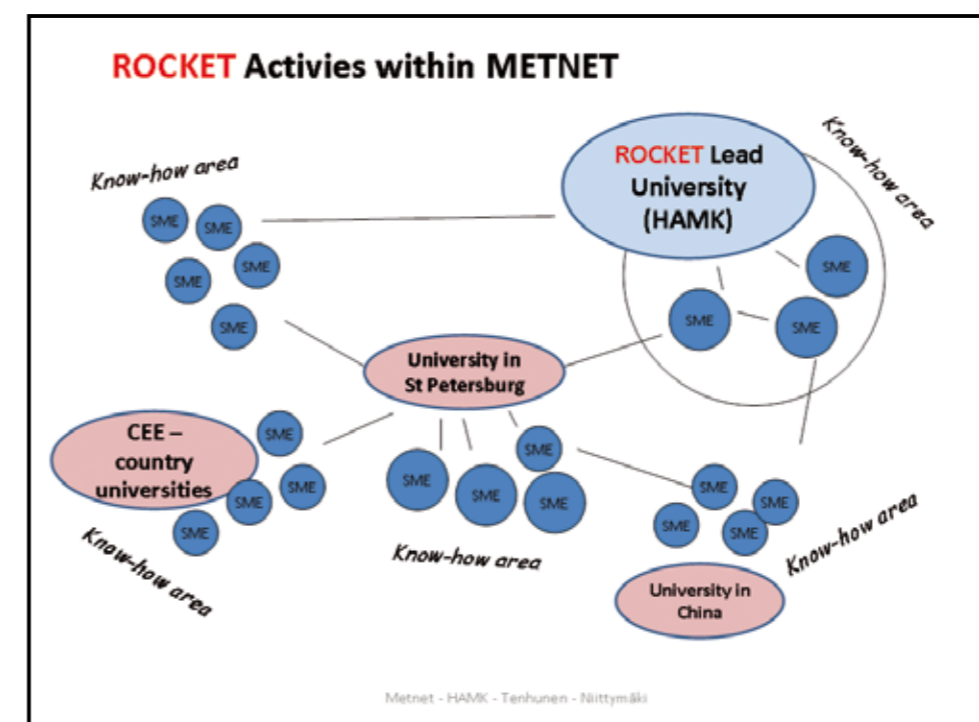 ROCKET Activies within METNET
Know-how area
SME
SME
SME
SME
SME
ROCKET Lead
University
(HAMK)
Know-how area
SME
SME
SME
University in
St Petersburg
CEE –
country
universities
SME
SME
SME
SME
Know-how area
SME
SME
SME
SME
Know-how area
SME
SME
SME
SME
University in
China
Know-how area
Metnet - HAMK - Tenhunen - Niittymäki